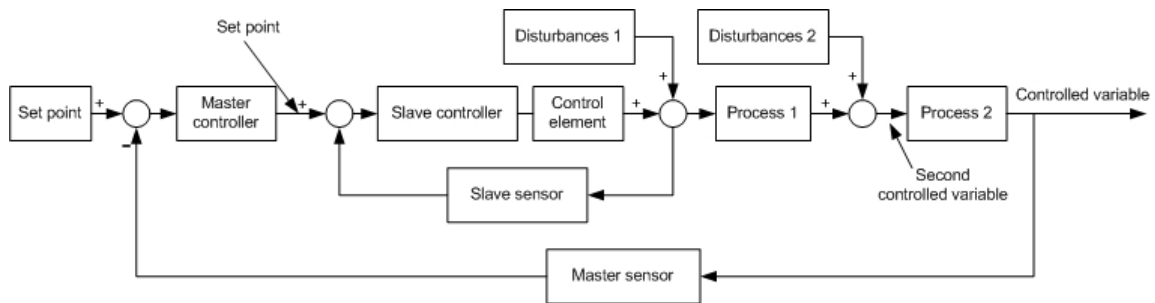 Set point
Disturbances 1
Disturbances 2
Set point
+
-
Master
controller
+
Slave controller
Control
element
+
+
Process 1
+
+
Process 2
Controlled variable
Slave sensor
Second
controlled variable
Master sensor